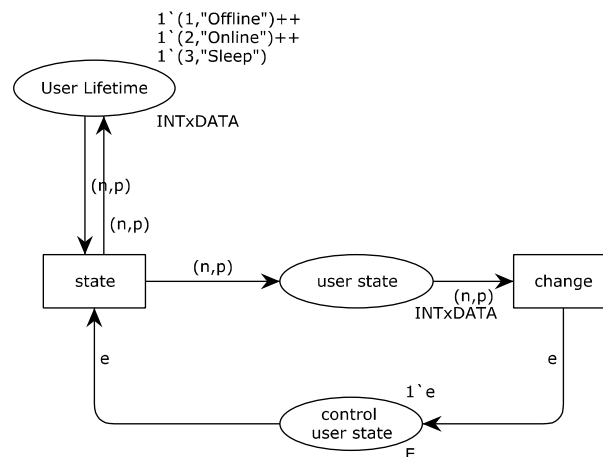 1`(1,"Offline")++
1`(2,"Online")++
1`(3,"Sleep")
User Lifetime
INTxDATA
(n,p)
(n,p)
state
(n,p)
user state
(n,p)
INTxDATA
change
e
e
1`e
control
user state
E